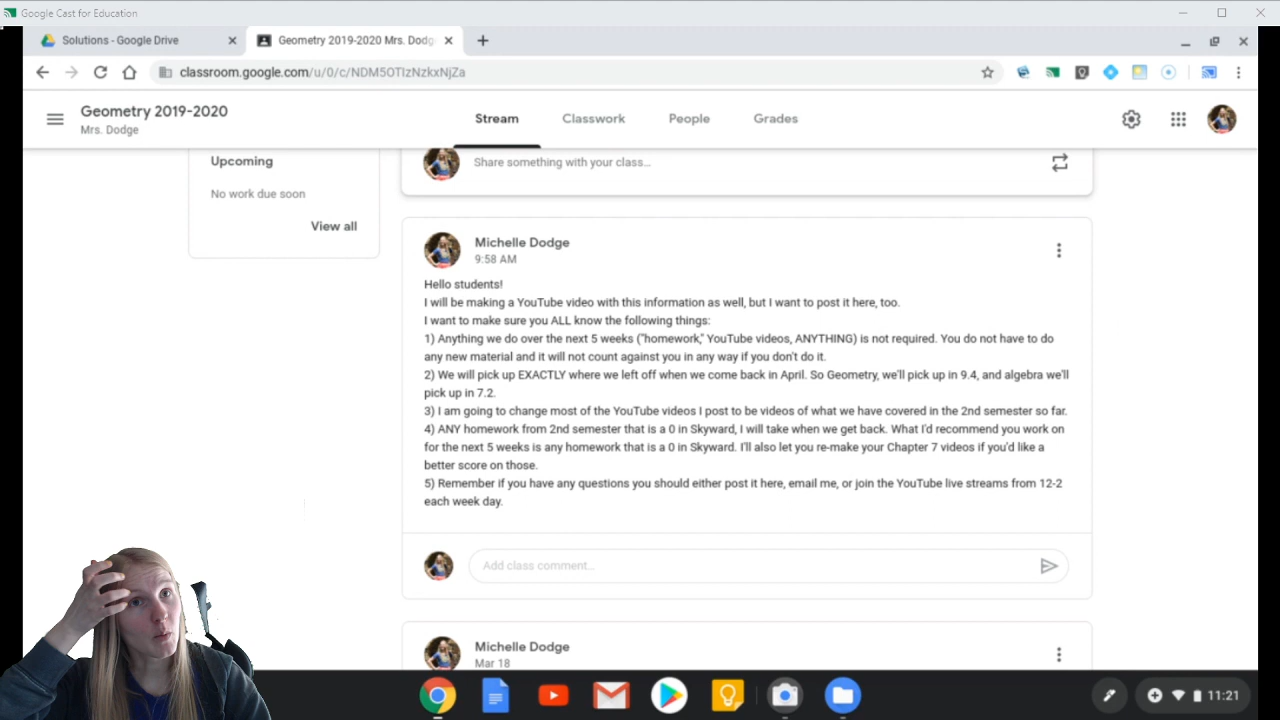 Google Cast for Education
Solutions - Google Drive
Geometry 2019-2020 Mrs. Dodg
classroom.google.com/u/0/c/NDM5OTIzNzkxNjZa
Geometry 2019-2020
Mrs. Dodge
Stream
Classwork
People
Grades
Upcoming
No work due soon
View all
Share something with your class...
Michelle Dodge
9:58 AM
Hello students!
I will be making a YouTube video with this information as well, but I want to post it here, too.
I want to make sure you ALL know the following things:
1) Anything we do over the next 5 weeks ("homework," YouTube videos, ANYTHING) is not required. You do not have to do
any new material and it will not count against you in any way if you don't do it.
2) We will pick up EXACTLY where we left off when we come back in April. So Geometry, we'll pick up in 9.4, and algebra we'll
pick up in 7.2.
3) I am going to change most of the YouTube videos I post to be videos of what we have covered in the 2nd semester so far.
4) ANY homework from 2nd semester that is a 0 in Skyward, I will take when we get back. What I'd recommend you work on
for the next 5 weeks is any homework that is a 0 in Skyward. I'll also let you re-make your Chapter 7 videos if you'd like a
better score on those.
5) Remember if you have any questions you should either post it here, email me, or join the YouTube live streams from 12-2
each week day.
Add class comment...
Michelle Dodge
Mar 18
11:21